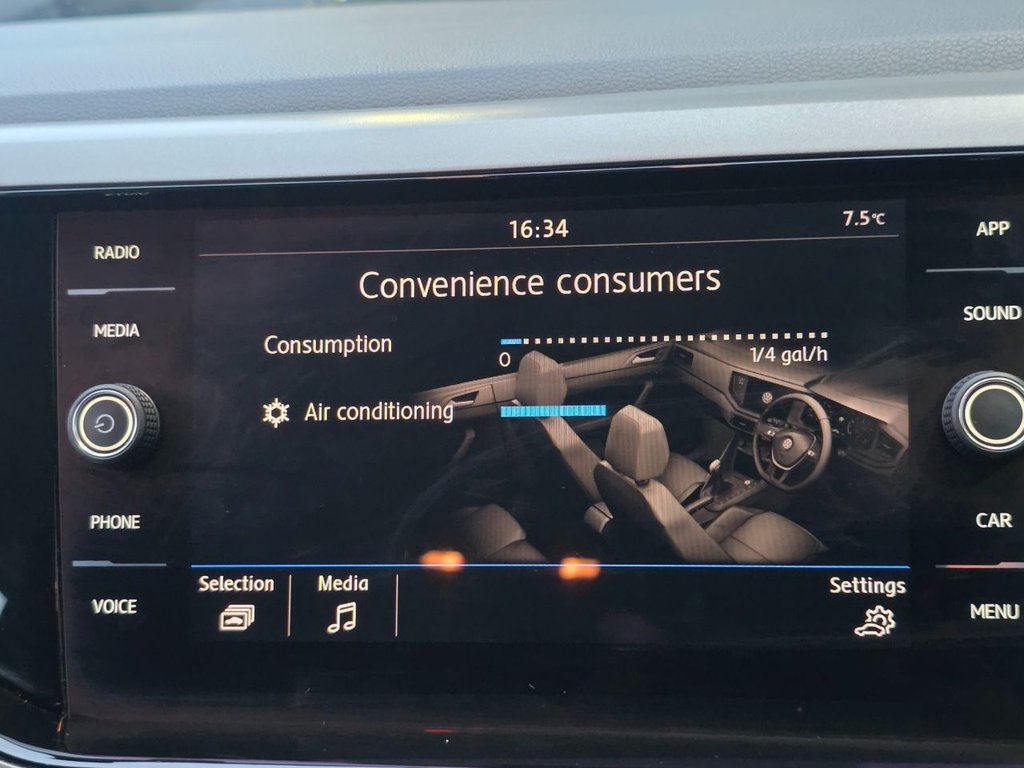 16:34
7.5°C
RADIO
APP
Convenience consumers
MEDIA
SOUND
Consumption
0
1/4 gal/h
Air conditioning
PHONE
CAR
Selection
Media
Settings
VOICE
MENU